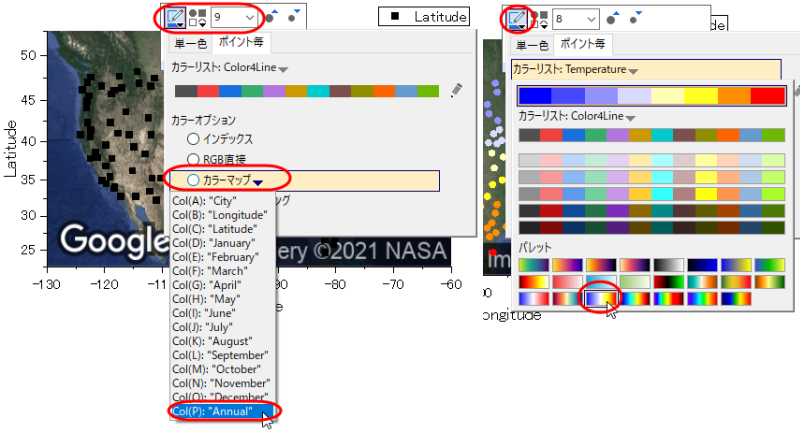 9
Latitude
単一色
ポイント毎
カラーリスト: Color4Line
カラーオプション
インデックス
RGB直接
カラーマップ
ング
Col(A): "City"
Col(B): "Longitude"
Col(C): "Latitude"
Col(D): "January"
Col(E): "February"
Col(F): "March"
Col(G): "April"
Col(H): "May"
Col(I): "June"
Col(J): "July"
Col(K): "August"
Col(L): "September"
Col(M): "October"
Col(N): "November"
Col(O): "December"
Col(P): "Annual"
Latitude
50
45
40
35
30
25
Google
ery ©2021 NASA
-130
-120
-11
-80
-70
-60
de
8
de
単一色
ポイント毎
カラーリスト: Temperature
カラーリスト: Color4Line
パレット
Im
00
ongitude